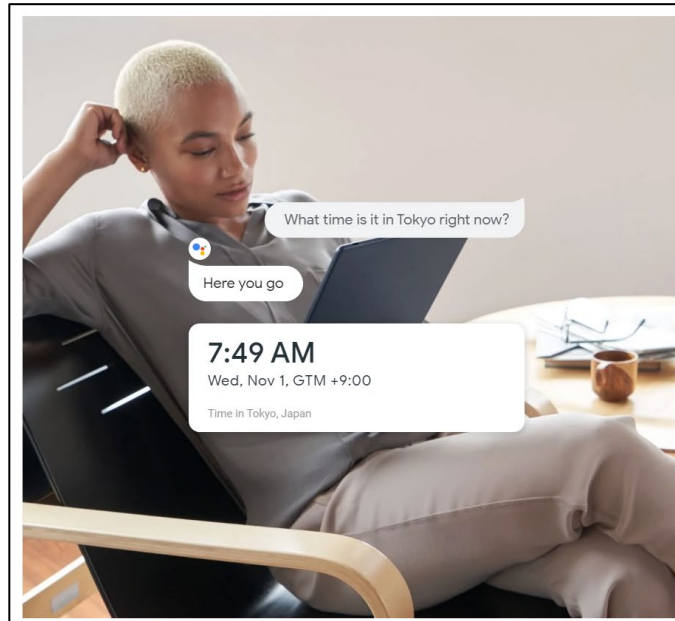 What time is it in Tokyo right now?
Here you go
7:49 AM
Wed, Nov 1, GTM +9:00
Time in Tokyo, Japan